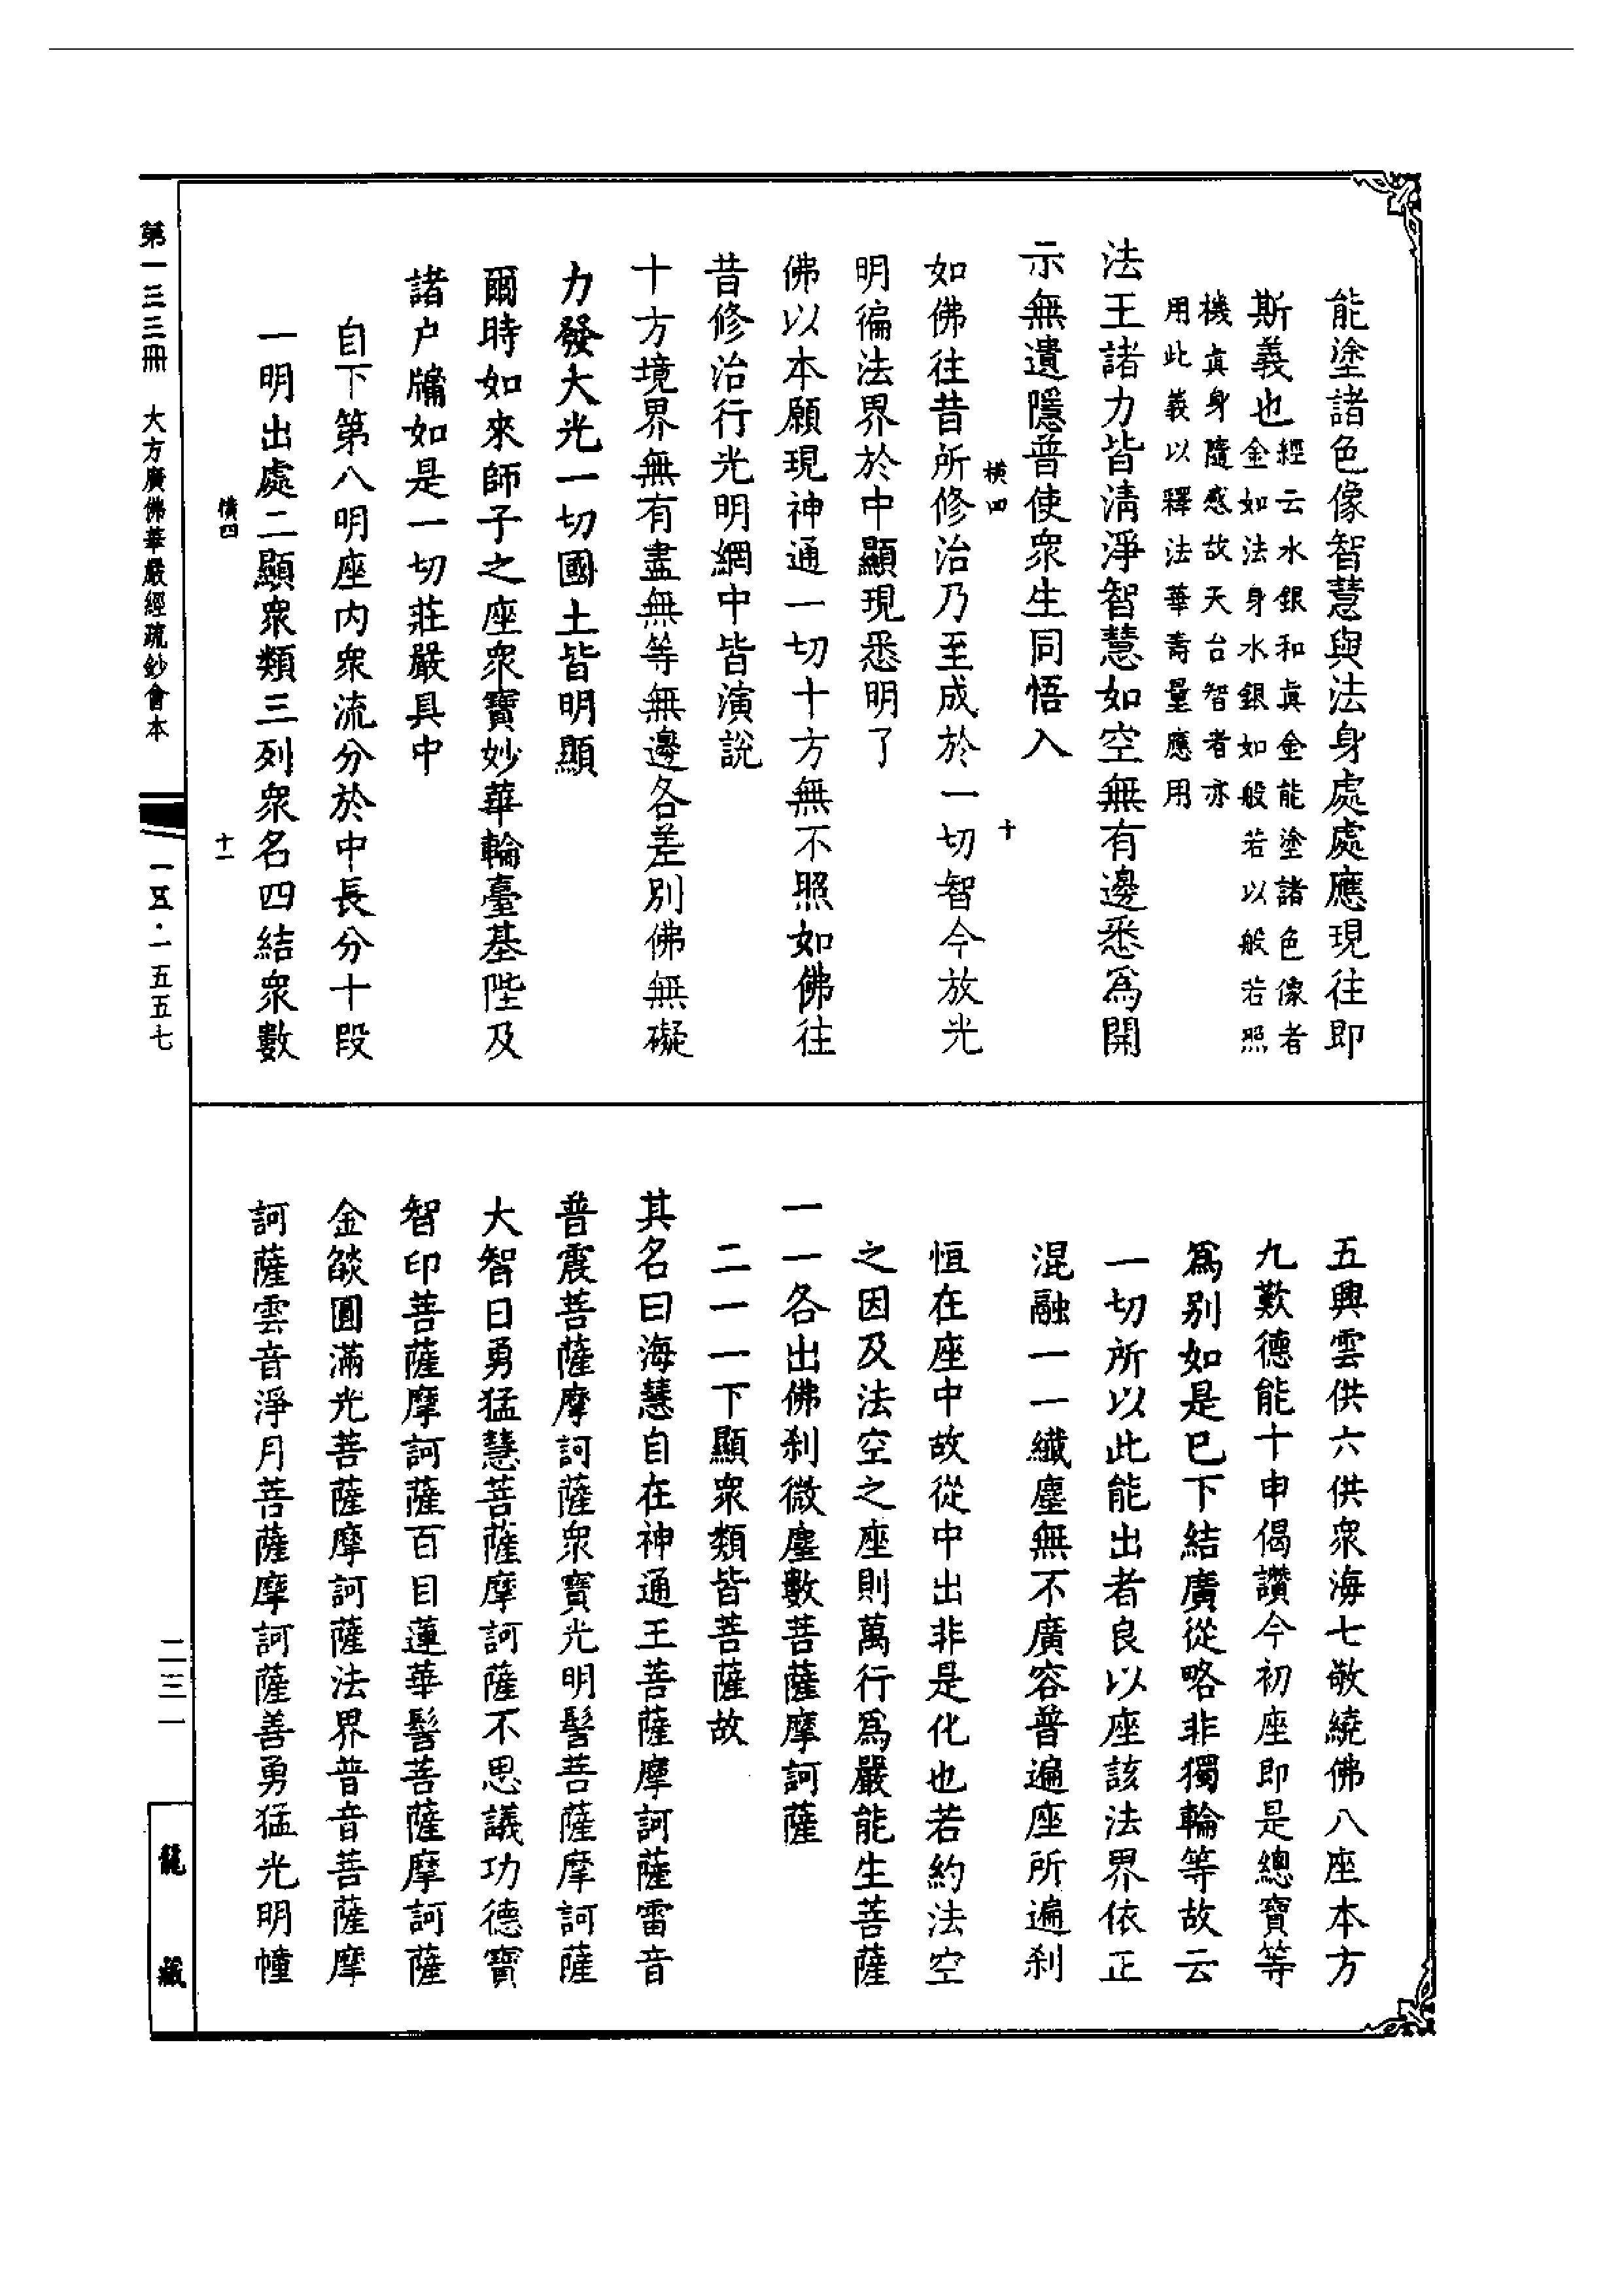 能塗諸色像智慧與法身處處應現往即
斯義也
經云水銀和真金能塗諸色像者
金如法身水銀如般若以般若照
機真身隨感故天台智者亦
用此義以釋法華壽量應用
法王諸力皆清淨智慧如空無有邊悉爲開
示無遺隱普使衆生同悟入
橫四
十
如佛往昔所修治乃至成於一切智今放光
明徧法界於中顯現悉明了
佛以本願現神通一切十方無不照如佛往
昔修治行光明網中皆演說
十方境界無有盡無等無邊各差別佛無礙
力發大光一切國土皆明顯
爾時如來師子之座衆寶妙華輪臺基陛及
諸户牖如是一切莊嚴具中
自下第八明座内衆流分於中長分十段
一明出處二顯衆類三列衆名四結衆數
橫四
十一
五興雲供六供衆海七敬繞佛八座本方
九歎德能十申偈讚今初座即是總寶等
爲别如是已下結廣從略非獨輪等故云
一切所以此能出者良以座該法界依正
混融一一纖塵無不廣容普遍座所遍刹
恒在座中故從中出非是化也若約法空
之因及法空之座則萬行爲嚴能生菩薩
一一各出佛刹微塵數菩薩摩訶薩
二一一下顯衆類皆菩薩故
其名曰海慧自在神通王菩薩摩訶薩雷音
普震菩薩摩訶薩衆寶光明髻菩薩摩訶薩
大智日勇猛慧菩薩摩訶薩不思議功德寶
智印菩薩摩訶薩百目蓮華髻菩薩摩訶薩
金燄圓滿光菩薩摩訶薩法界普音菩薩摩
訶薩雲音淨月菩薩摩訶薩善勇猛光明幢
第一三三冊　大方廣佛華嚴經疏鈔會本
一五·一五五七
二三一
龍藏